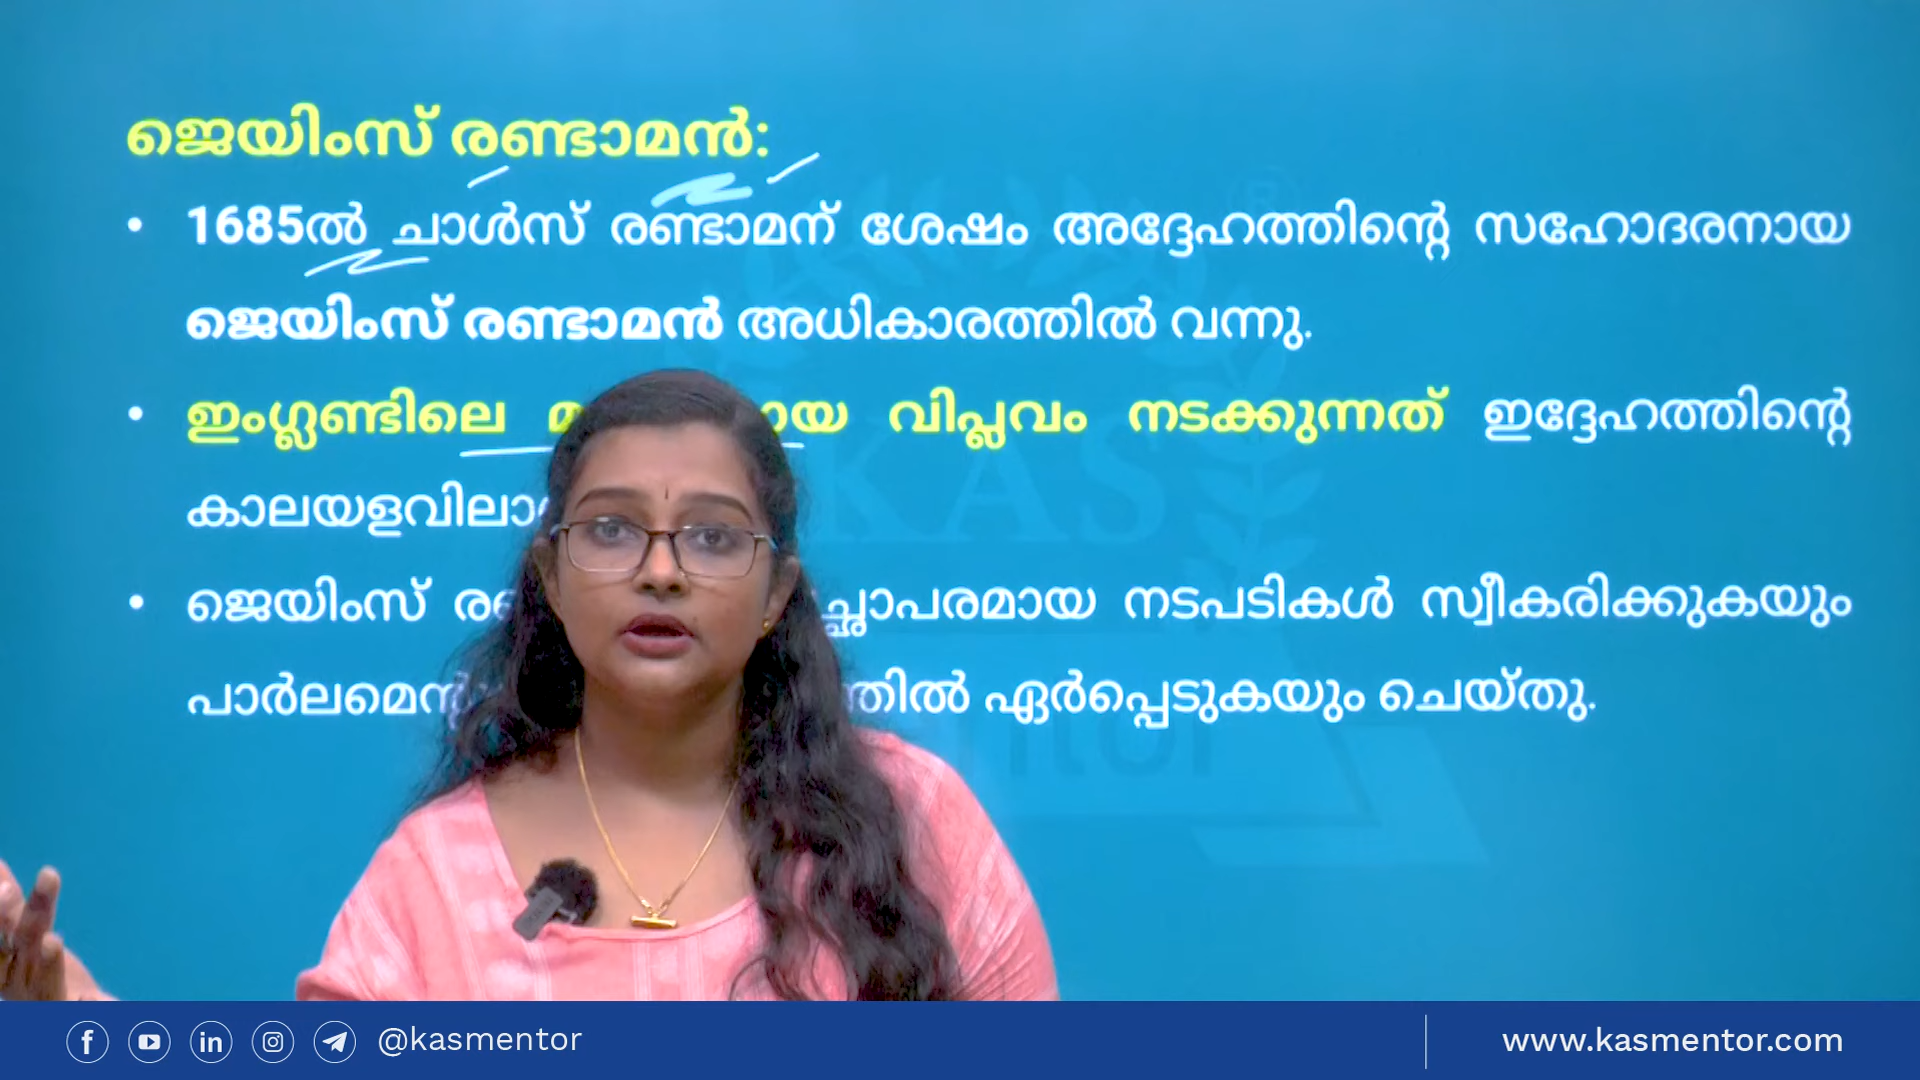 ജെയിംസ് രണ്ടാമൻ:
• 1685ൽ ചാൾസ് രണ്ടാമന് ശേഷം അദ്ദേഹത്തിന്റെ സഹോദരനായ
ജെയിംസ് രണ്ടാമൻ അധികാരത്തിൽ വന്നു.
• ഇംഗ്ലണ്ടിലെ വിപ്ലവം നടക്കുന്നത് ഇദ്ദേഹത്തിന്റെ
• ജെയിംസ് നടപടികൾ സ്വീകരിക്കുകയും
ഏർപ്പെടുകയും ചെയ്തു.
KAS
@kasmentor
www.kasmentor.com